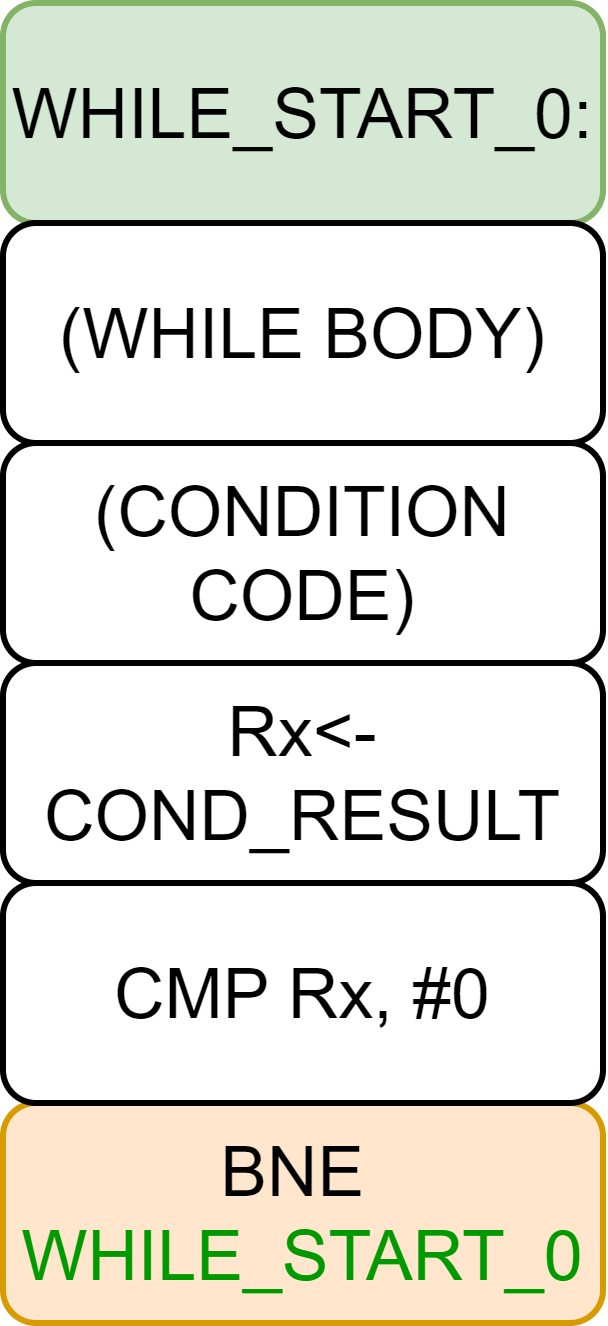 WHILE_START_0:
(WHILE BODY)
(CONDITION
CODE)
Rx<-
COND_RESULT
CMP Rx, #0
BNE
WHILE_START_0